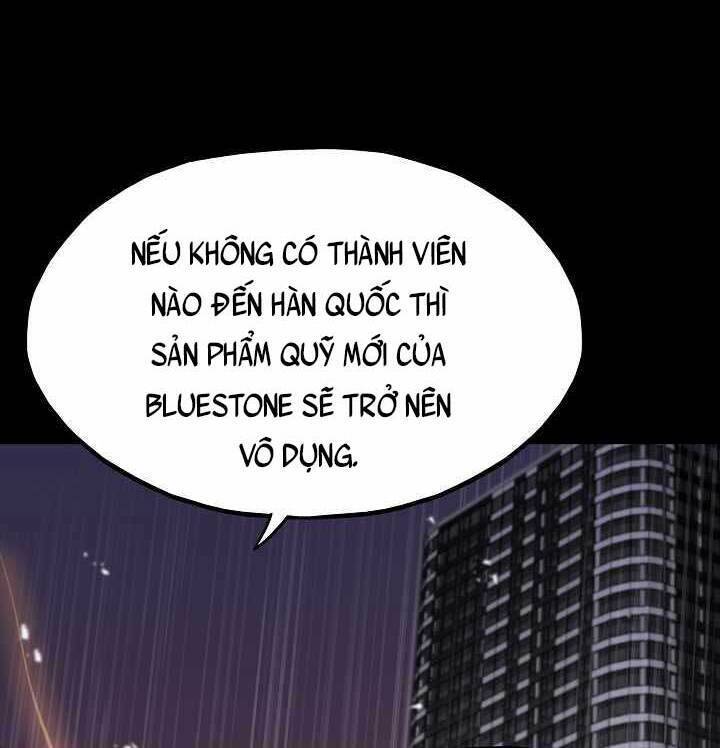 NẾU KHÔNG CÓ THÀNH VIÊN
NÀO ĐẾN HÀN QUỐC THÌ
SẢN PHẨM QUỸ MỚI CỦA
BLUESTONE SẼ TRỞ NÊN
VÔ DỤNG.